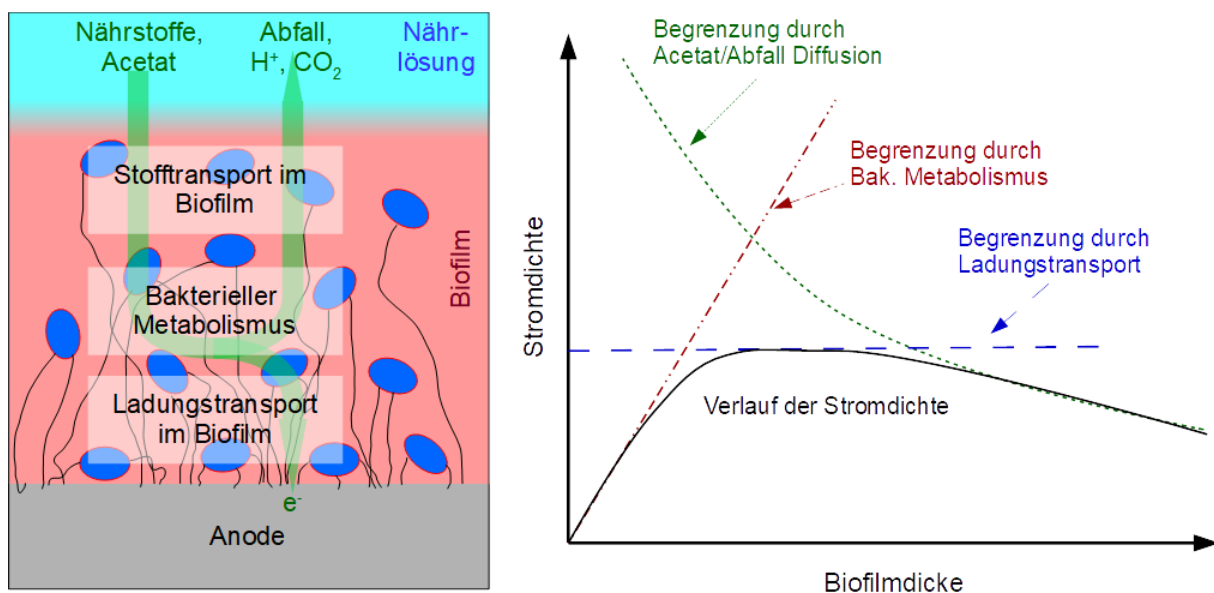 Nährstoffe,
Acetat
Abfall,
H⁺, CO₂
Nähr-
lösung
Stofftransport im
Biofilm
Biofilm
Bakterieller
Metabolismus
Ladungstransport
im Biofilm
e⁻
Anode
Begrenzung durch
Acetat/Abfall Diffusion
Begrenzung durch
Bak. Metabolismus
Begrenzung durch
Ladungstransport
Stromdichte
Verlauf der Stromdichte
Biofilmdicke